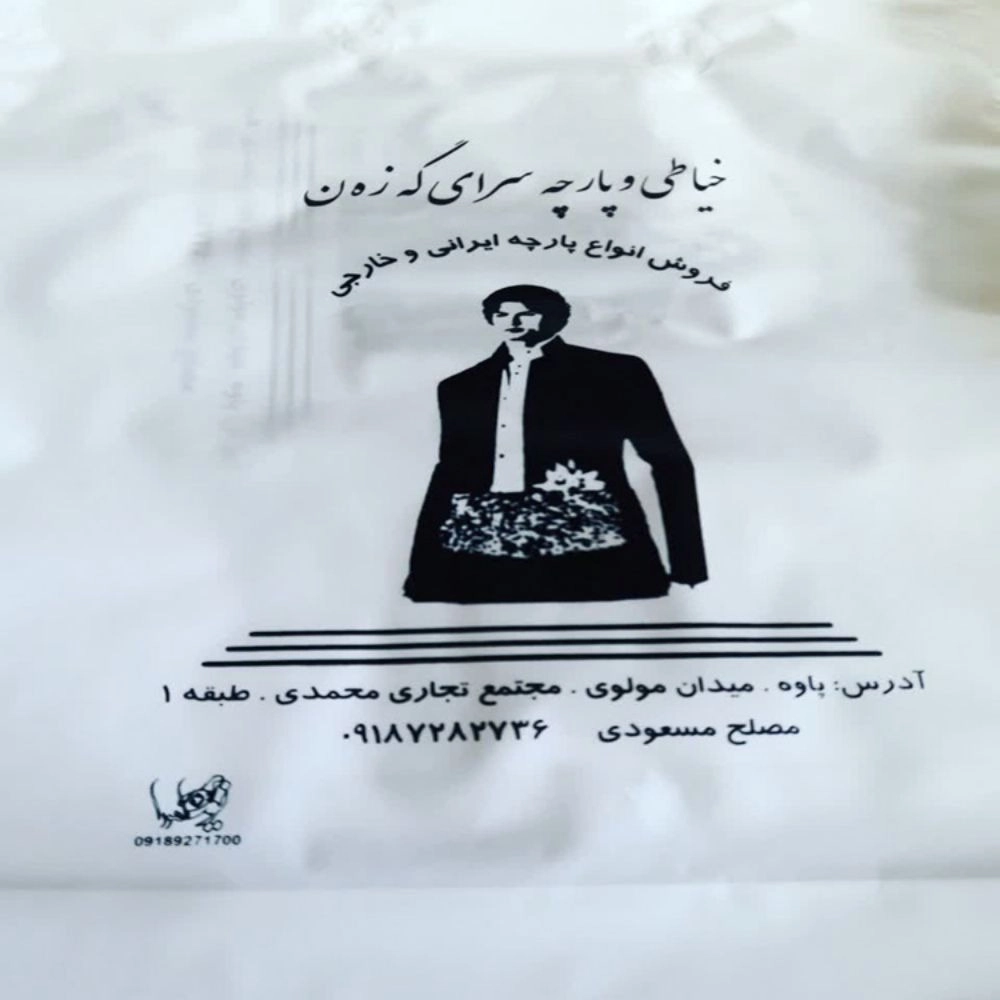 خیاطی و پارچه سرای گه زه ن
فروش انواع پارچه ایرانی و خارجی
آدرس: پاوه . میدان مولوی . مجتمع تجاری محمدی . طبقه ۱
مصلح مسعودی ۰۹۱۸۷۲۸۲۷۳۶
09189271700